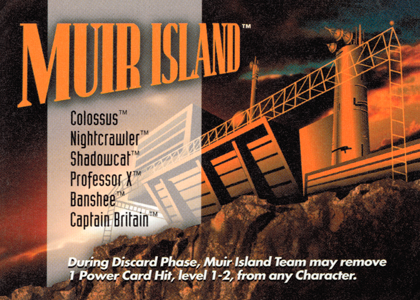 MUIR ISLAND™
Colossus™
Nightcrawler™
Shadowcat™
Professor X™
Banshee™
Captain Britain™
During Discard Phase, Muir Island Team may remove
1 Power Card Hit, level 1-2, from any Character.